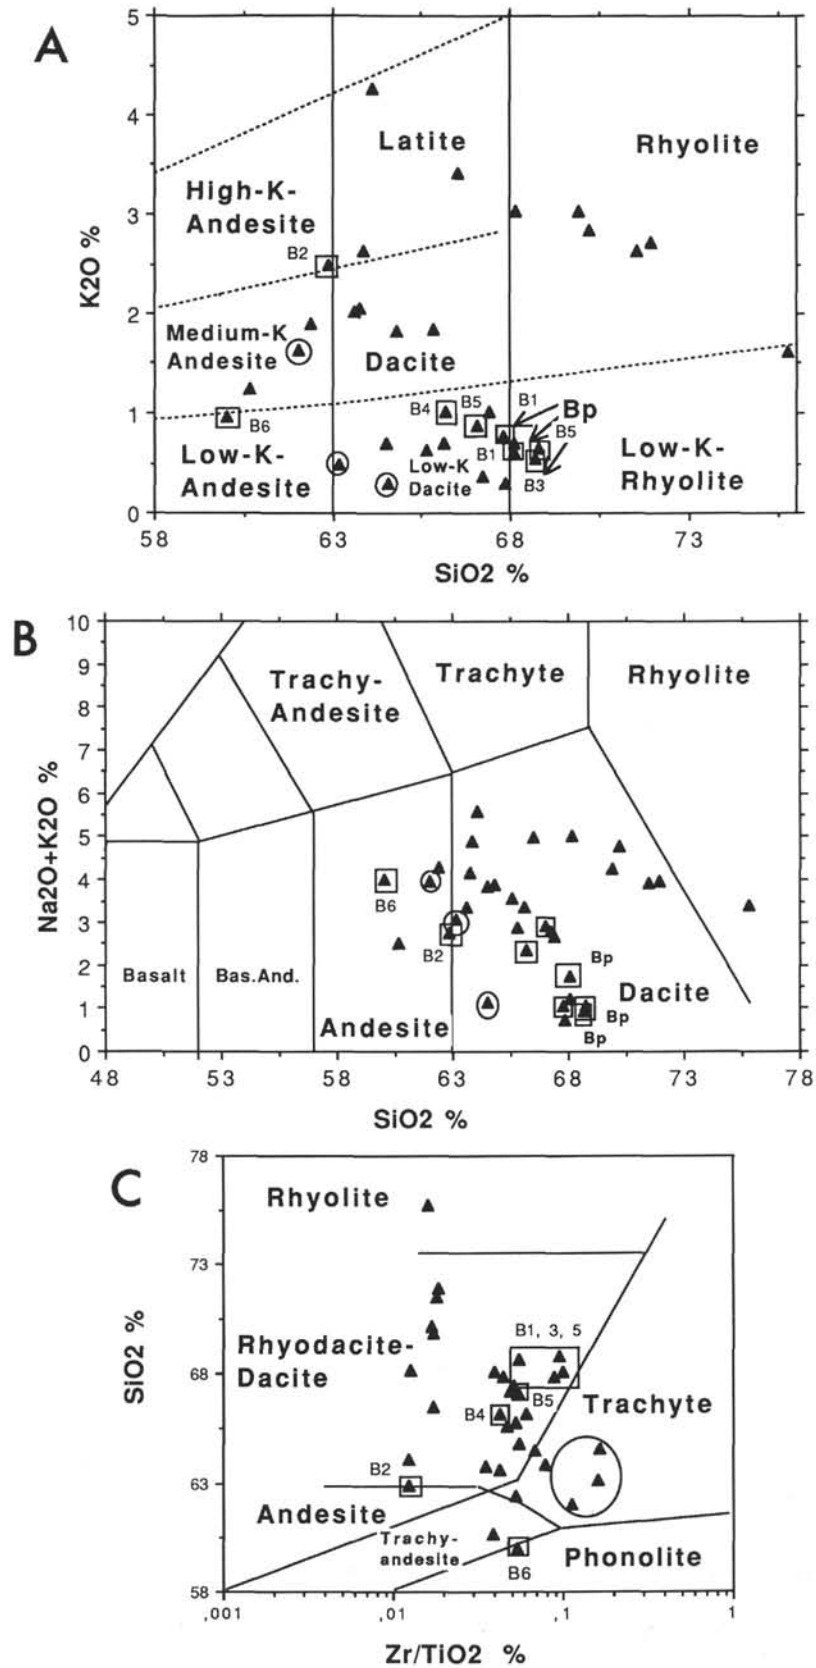 A
5
4
3
2
1
0
K2O %
Latite
Rhyolite
High-K-
Andesite
B2
Medium-K
Andesite
Dacite
B4
B5
B1
Bp
B5
B6
B1
Low-K-
Andesite
Low-K
Dacite
B3
Low-K-
Rhyolite
58
63
68
73
SiO2 %
B
10
9
8
7
6
5
4
3
2
1
0
Na2O+K2O %
Trachy-
Andesite
Trachyte
Rhyolite
B6
B2
Bp
Basalt
Bas.And.
Dacite
Andesite
Bp
Bp
48
53
58
63
68
73
78
SiO2 %
C
78
73
68
63
58
SiO2 %
Rhyolite
B1, 3, 5
Rhyodacite-
Dacite
B5
B4
Trachyte
B2
Andesite
Trachy-
andesite
B6
Phonolite
,001
,01
,1
1
Zr/TiO2 %